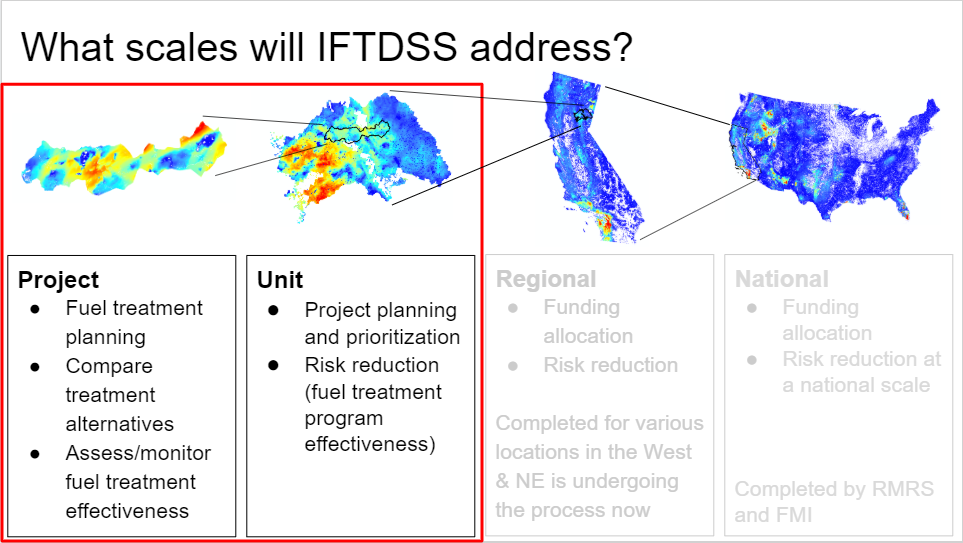 What scales will IFTDSS address?
Project
● Fuel treatment
planning
● Compare
treatment
alternatives
● Assess/monitor
fuel treatment
effectiveness
Unit
● Project planning
and prioritization
● Risk reduction
(fuel treatment
program
effectiveness)
Regional
● Funding
allocation
● Risk reduction
Completed for various
locations in the West
& NE is undergoing
the process now
National
● Funding
allocation
● Risk reduction at
a national scale
Completed by RMRS
and FMI